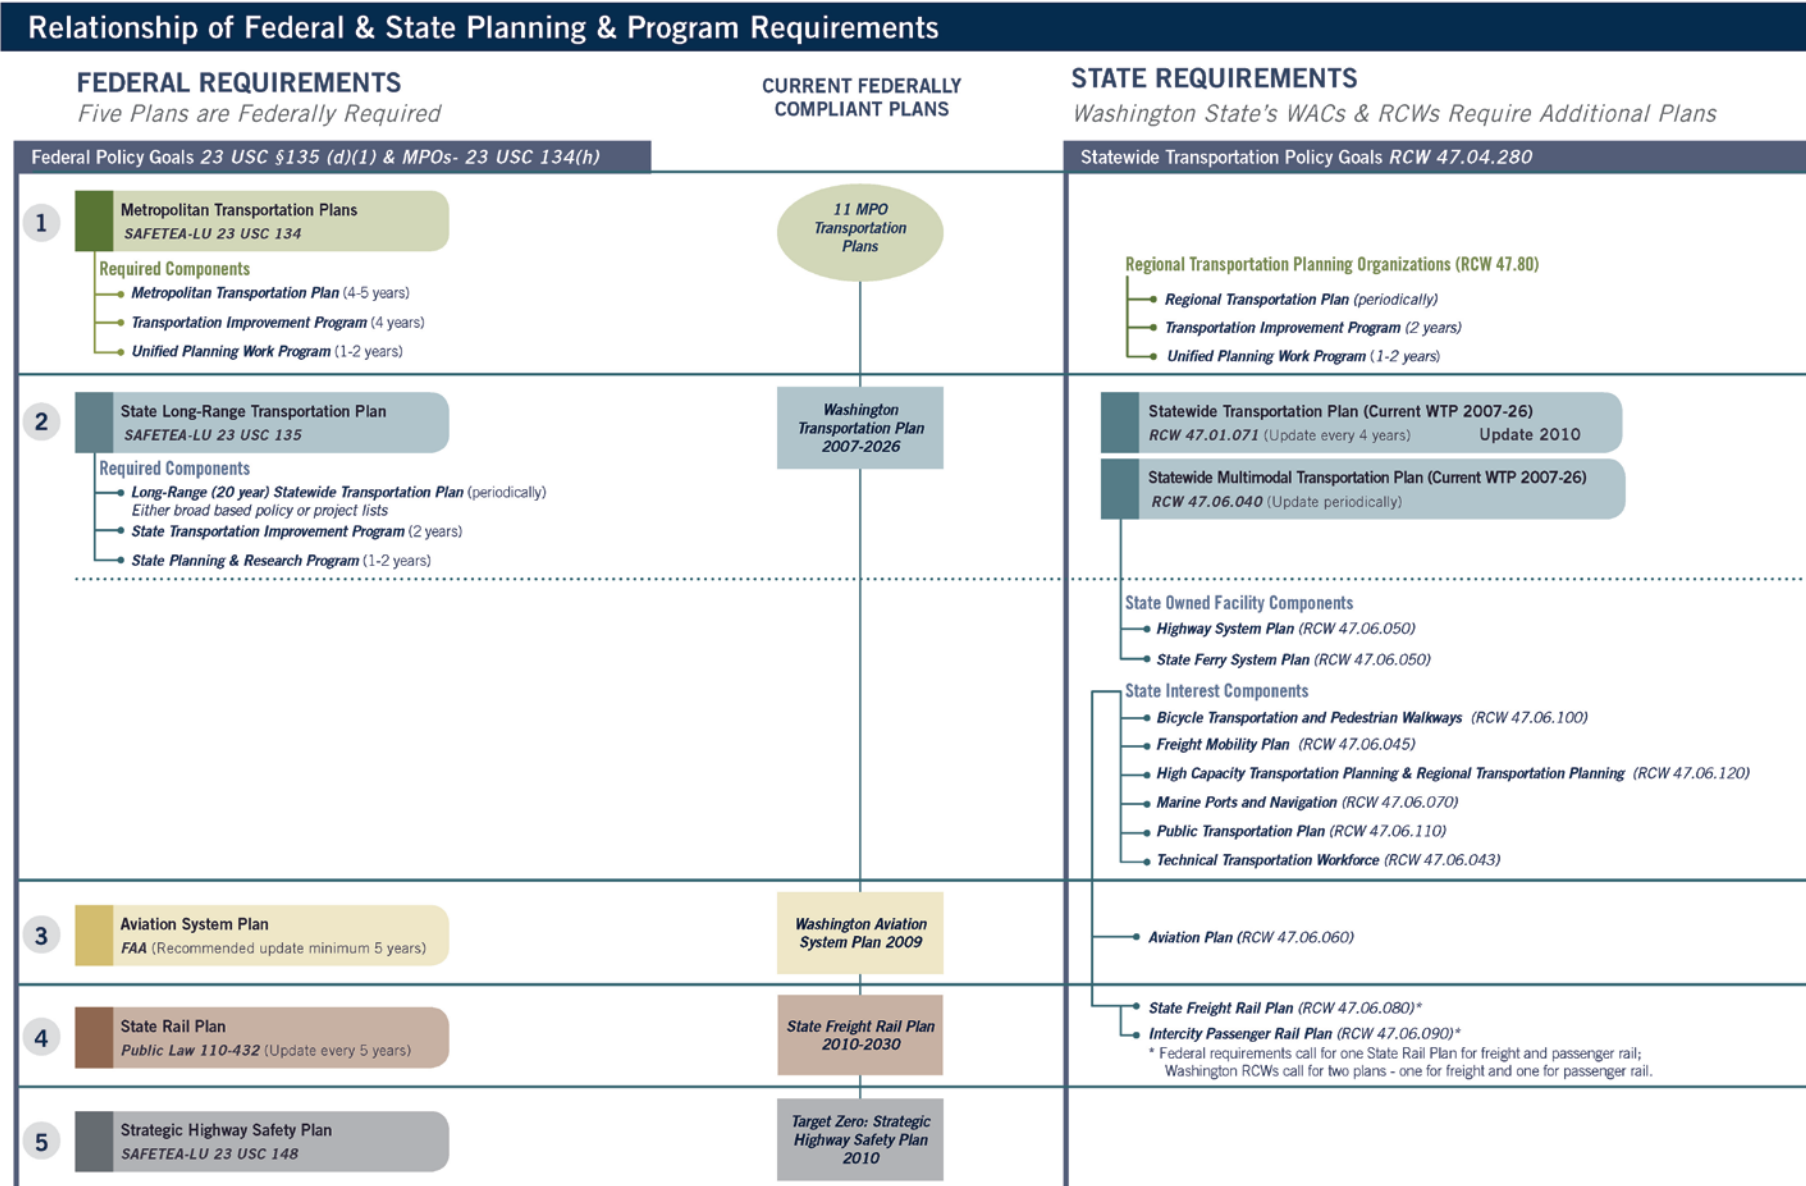 Relationship of Federal & State Planning & Program Requirements
FEDERAL REQUIREMENTS
Five Plans are Federally Required
CURRENT FEDERALLY
COMPLIANT PLANS
STATE REQUIREMENTS
Washington State's WACs & RCWs Require Additional Plans
Federal Policy Goals 23 USC §135 (d)(1) & MPOs- 23 USC 134(h)
Statewide Transportation Policy Goals RCW 47.04.280
1
Metropolitan Transportation Plans
SAFETEA-LU 23 USC 134
Required Components
Metropolitan Transportation Plan (4-5 years)
Transportation Improvement Program (4 years)
Unified Planning Work Program (1-2 years)
11 MPO
Transportation
Plans
Regional Transportation Planning Organizations (RCW 47.80)
Regional Transportation Plan (periodically)
Transportation Improvement Program (2 years)
Unified Planning Work Program (1-2 years)
2
State Long-Range Transportation Plan
SAFETEA-LU 23 USC 135
Required Components
Long-Range (20 year) Statewide Transportation Plan (periodically)
Either broad based policy or project lists
State Transportation Improvement Program (2 years)
State Planning & Research Program (1-2 years)
Washington
Transportation Plan
2007-2026
Statewide Transportation Plan (Current WTP 2007-26)
RCW 47.01.071 (Update every 4 years) Update 2010
Statewide Multimodal Transportation Plan (Current WTP 2007-26)
RCW 47.06.040 (Update periodically)
State Owned Facility Components
Highway System Plan (RCW 47.06.050)
State Ferry System Plan (RCW 47.06.050)
State Interest Components
Bicycle Transportation and Pedestrian Walkways (RCW 47.06.100)
Freight Mobility Plan (RCW 47.06.045)
High Capacity Transportation Planning & Regional Transportation Planning (RCW 47.06.120)
Marine Ports and Navigation (RCW 47.06.070)
Public Transportation Plan (RCW 47.06.110)
Technical Transportation Workforce (RCW 47.06.043)
3
Aviation System Plan
FAA (Recommended update minimum 5 years)
Washington Aviation
System Plan 2009
Aviation Plan (RCW 47.06.060)
4
State Rail Plan
Public Law 110-432 (Update every 5 years)
State Freight Rail Plan
2010-2030
State Freight Rail Plan (RCW 47.06.080)*
Intercity Passenger Rail Plan (RCW 47.06.090)*
* Federal requirements call for one State Rail Plan for freight and passenger rail;
Washington RCWs call for two plans - one for freight and one for passenger rail.
5
Strategic Highway Safety Plan
SAFETEA-LU 23 USC 148
Target Zero: Strategic
Highway Safety Plan
2010